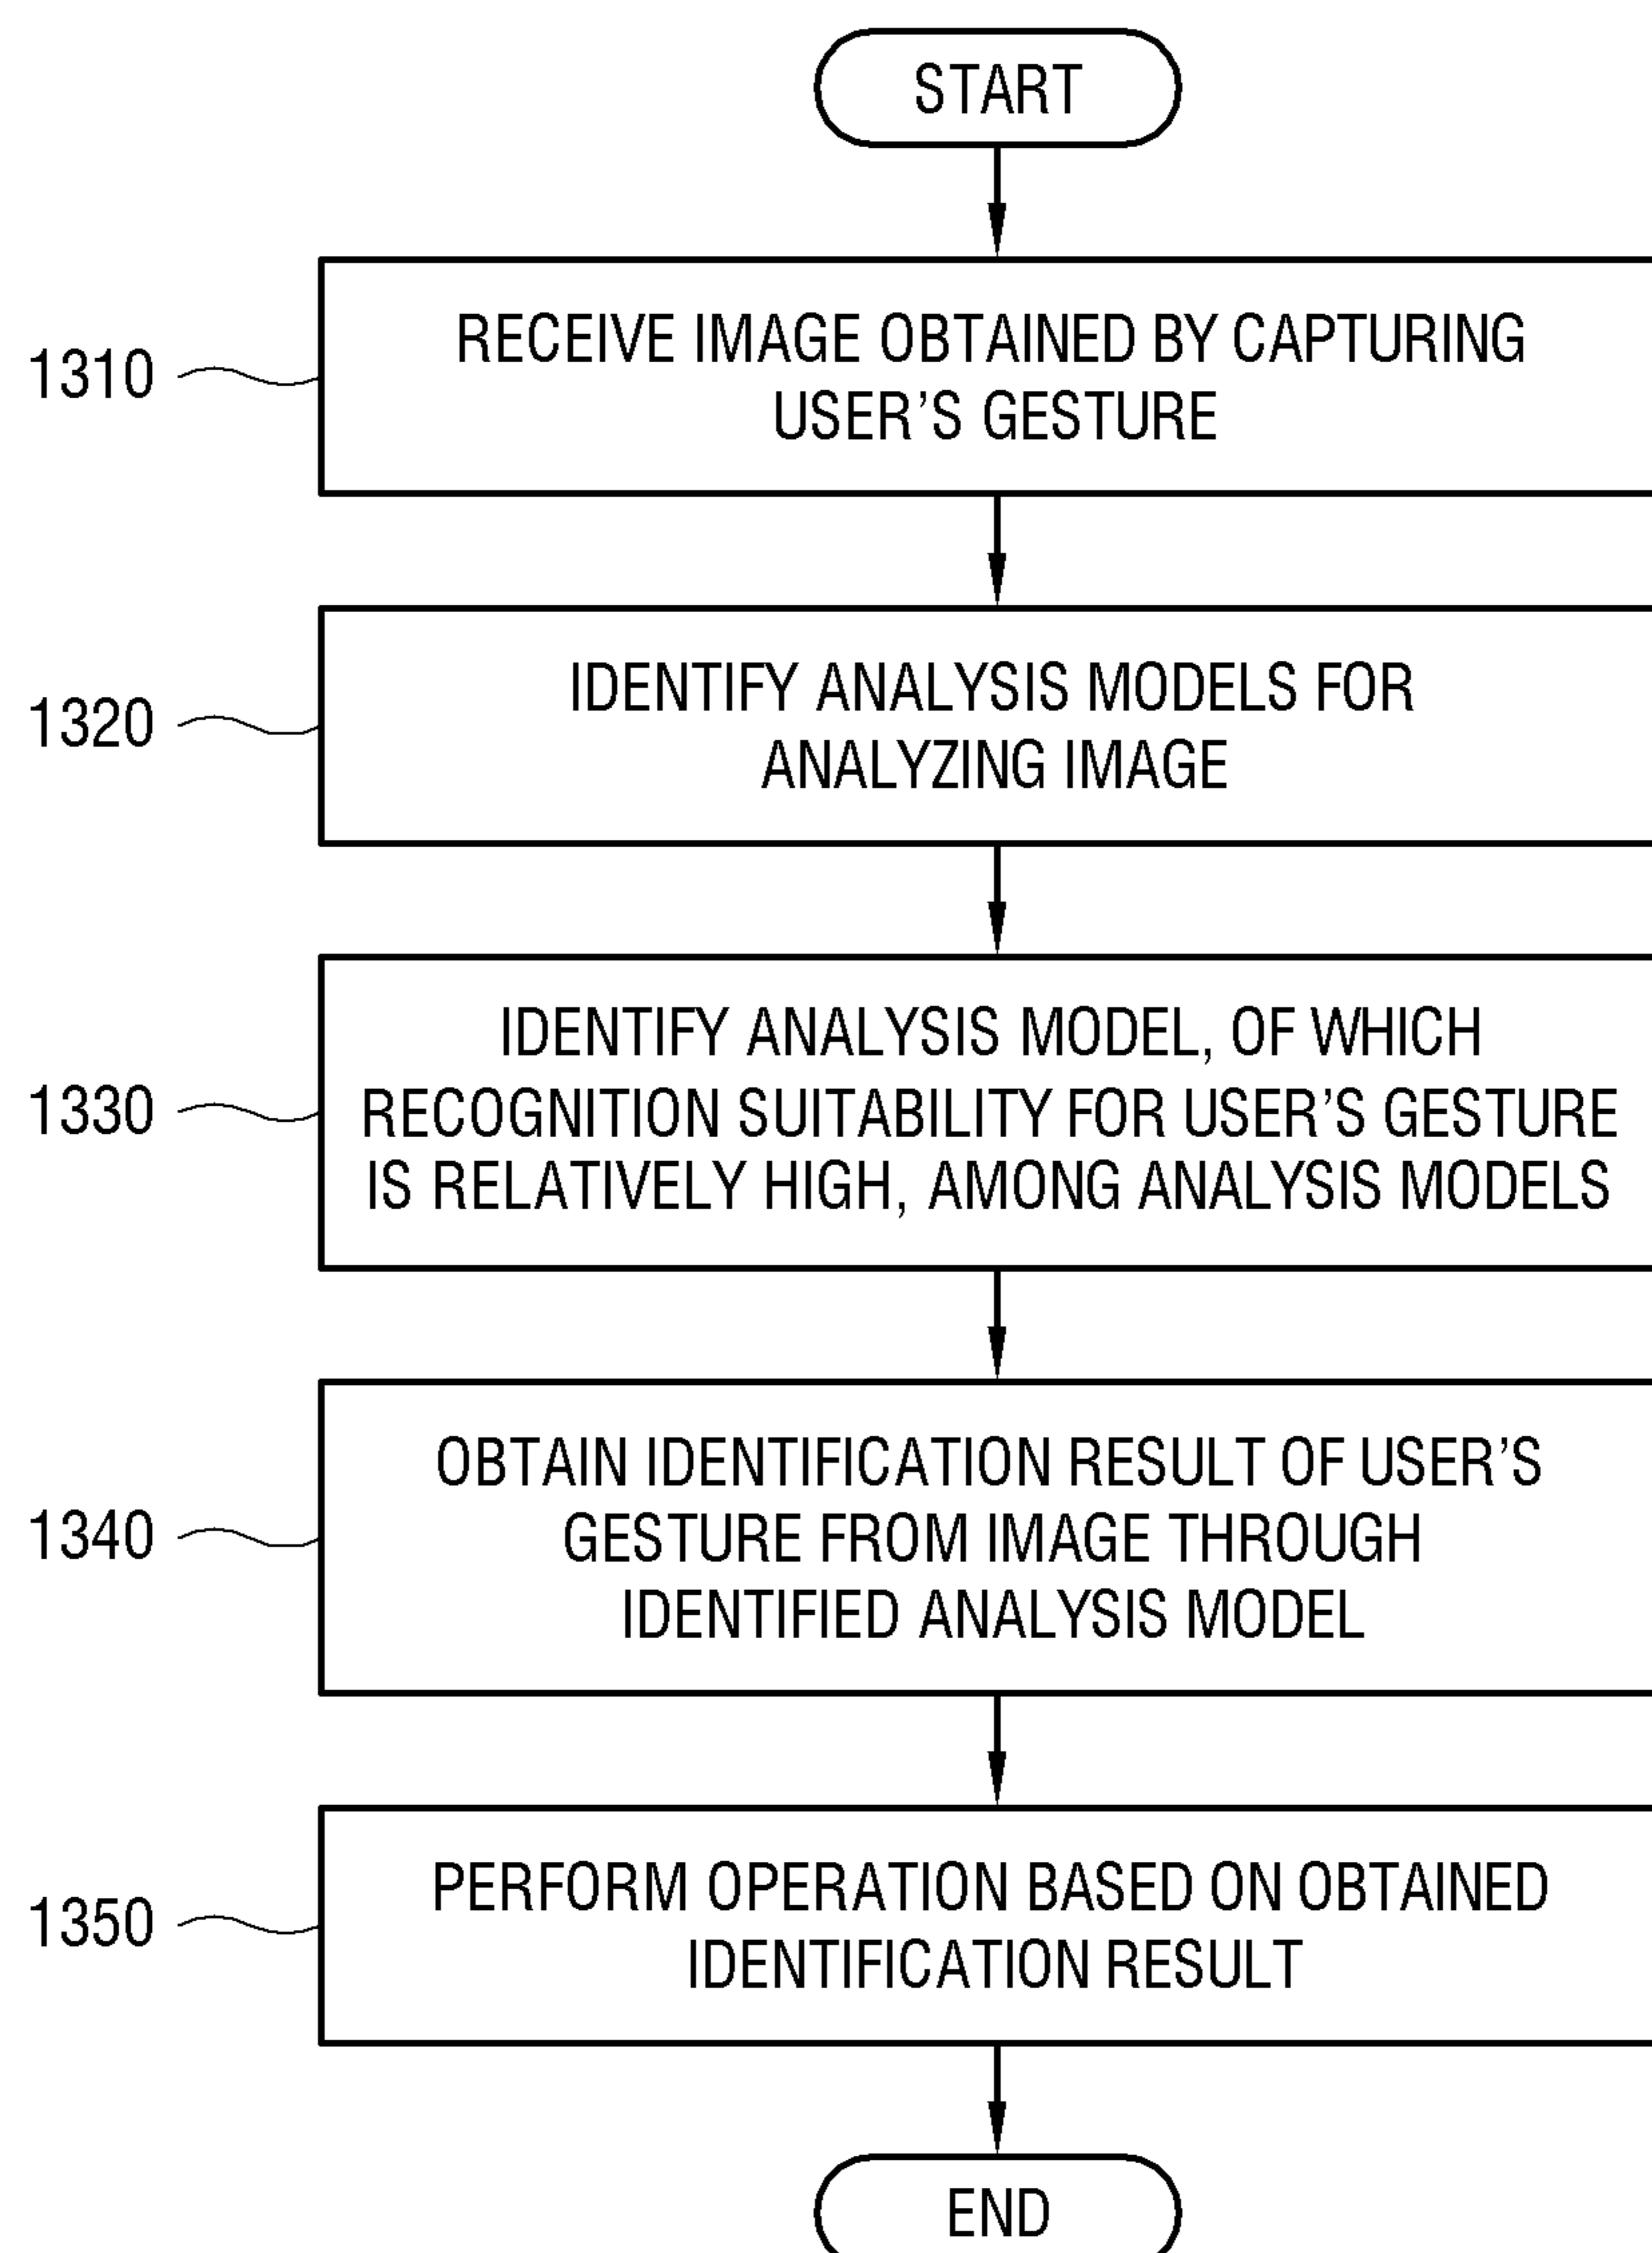 START
1310
RECEIVE IMAGE OBTAINED BY CAPTURING
USER’S GESTURE
1320
IDENTIFY ANALYSIS MODELS FOR
ANALYZING IMAGE
1330
IDENTIFY ANALYSIS MODEL, OF WHICH
RECOGNITION SUITABILITY FOR USER’S GESTURE
IS RELATIVELY HIGH, AMONG ANALYSIS MODELS
1340
OBTAIN IDENTIFICATION RESULT OF USER’S
GESTURE FROM IMAGE THROUGH
IDENTIFIED ANALYSIS MODEL
1350
PERFORM OPERATION BASED ON OBTAINED
IDENTIFICATION RESULT
END